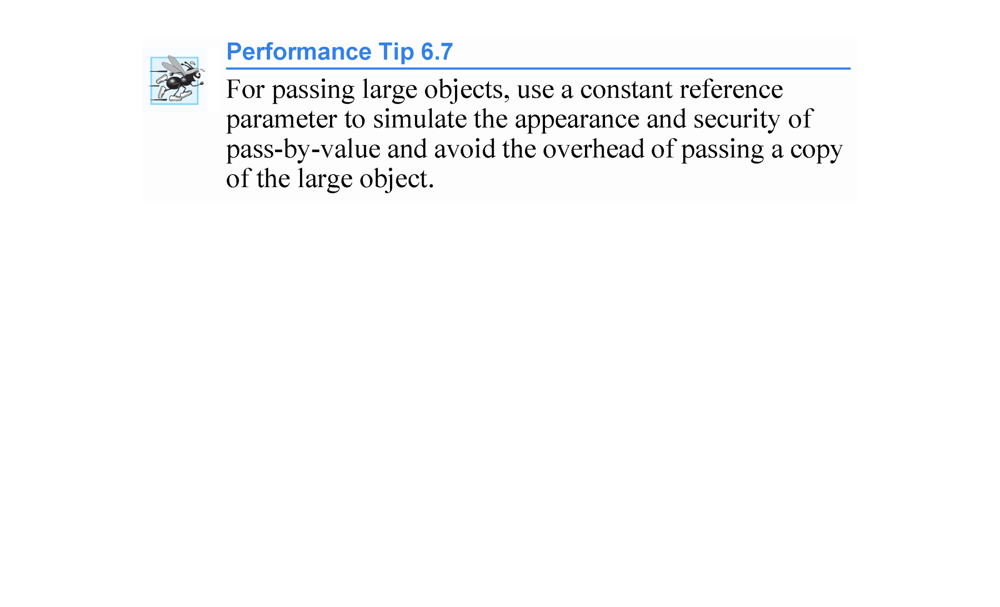 Performance Tip 6.7
For passing large objects, use a constant reference
parameter to simulate the appearance and security of
pass-by-value and avoid the overhead of passing a copy
of the large object.